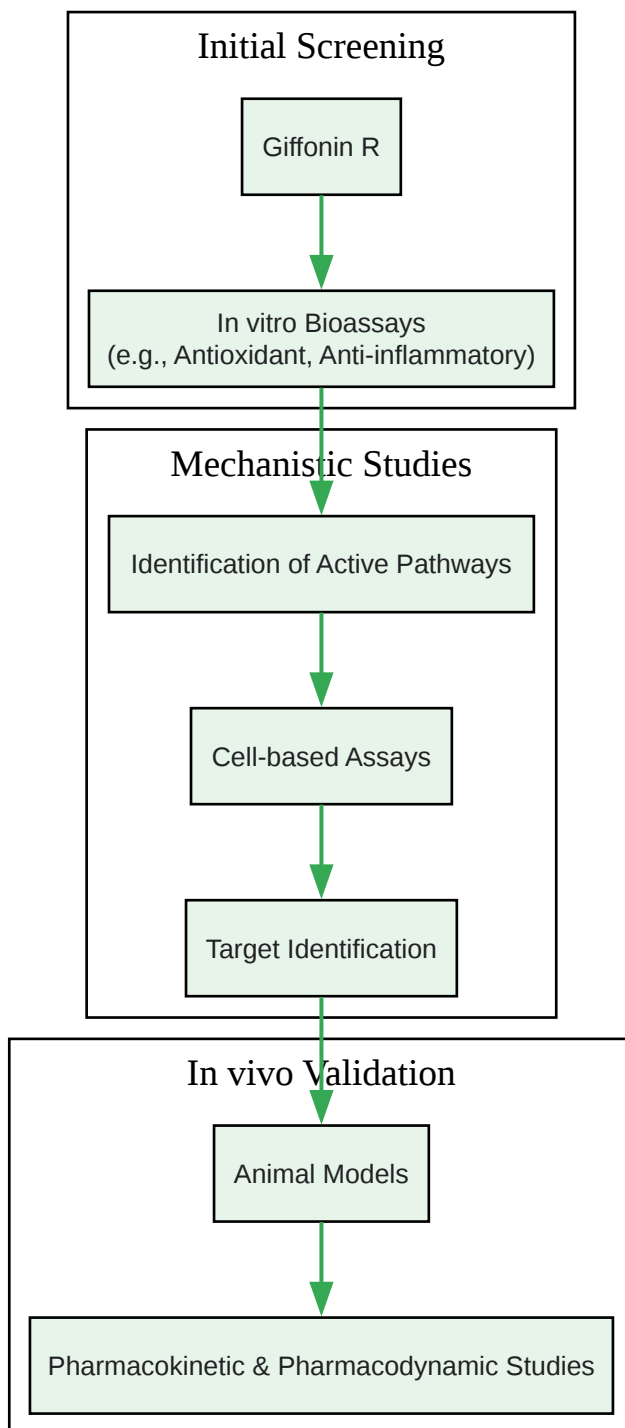 Initial Screening
Giffonin R
In vitro Bioassays
(e.g., Antioxidant, Anti-inflammatory)
Mechanistic Studies
Identification of Active Pathways
Cell-based Assays
Target Identification
In vivo Validation
Animal Models
Pharmacokinetic & Pharmacodynamic Studies